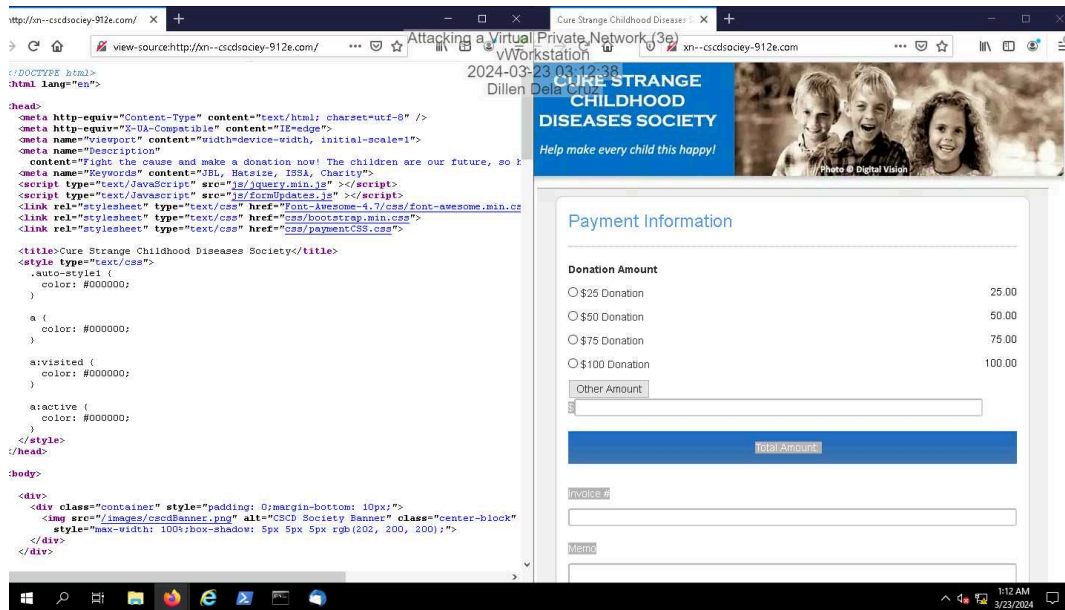 http://xn--cscdsociey-912e.com/
view-source:http://xn--cscdsociey-912e.com/
<!DOCTYPE html>
<html lang="en">
<head>
<meta http-equiv="Content-Type" content="text/html; charset=utf-8" />
<meta http-equiv="X-UA-Compatible" content="IE=edge">
<meta name="viewport" content="width=device-width, initial-scale=1">
<meta name="Description"
content="Fight the cause and make a donation now! The children are our future, so
<meta name="Keywords" content="JBL, Hatsize, ISSA, Charity">
<script type="text/JavaScript" src="js/jquery.min.js" ></script>
<script type="text/Javascript" src="js/formUpdates.js" ></script>
<link rel="stylesheet" type="text/css" href="Font-Awesome-4.7/css/font-awesome.min.cs
<link rel="stylesheet" type="text/css" href="css/bootstrap.min.css">
<link rel="stylesheet" type="text/css" href="css/paymentCSS.css">
<title>Cure Strange Childhood Diseases Society</title>
<style type="text/css">
.auto-style1 {
color: #000000;
}
a {
color: #000000;
}
a:visited {
color: #000000;
}
a:active {
color: #000000;
}
</style>
</head>
<body>
<div>
<div class="container" style="padding: 0;margin-bottom: 10px;">
<img src="/images/cscdBanner.png" alt="CSCD Society Banner" class="center-block"
style="max-width: 100%;box-shadow: 5px 5px 5px rgb(202, 200, 200);">
</div>
</div>
Attacking a Virtual Private Network (3e)
vWorkstation
2024-03-23 03:12:38
Dillen Dela Cruz
Cure Strange Childhood Diseases
xn--cscdsociey-912e.com
CURE STRANGE
CHILDHOOD
DISEASES SOCIETY
Help make every child this happy!
Photo © Digital Vision
Payment Information
Donation Amount
$25 Donation 25.00
$50 Donation 50.00
$75 Donation 75.00
$100 Donation 100.00
Other Amount
$
Total Amount:
Invoice #
Memo
1:12 AM
3/23/2024